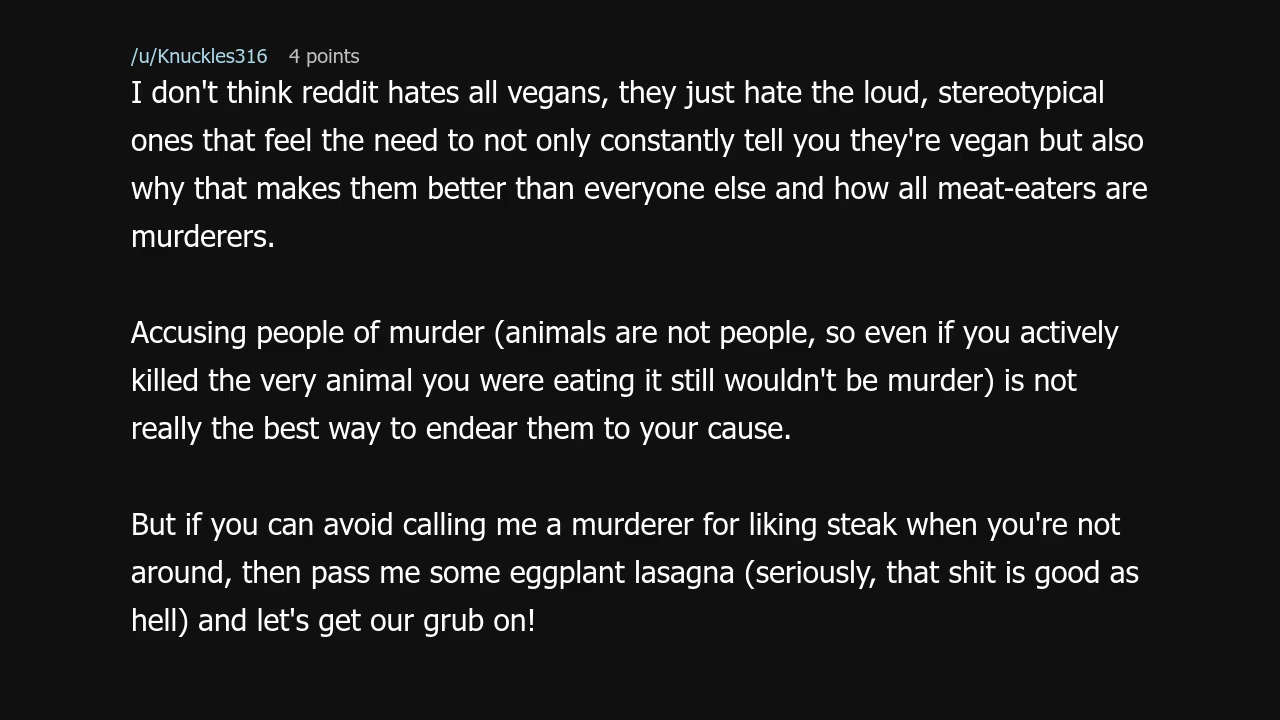 /u/Knuckles316 4 points
I don't think reddit hates all vegans, they just hate the loud, stereotypical
ones that feel the need to not only constantly tell you they're vegan but also
why that makes them better than everyone else and how all meat-eaters are
murderers.
Accusing people of murder (animals are not people, so even if you actively
killed the very animal you were eating it still wouldn't be murder) is not
really the best way to endear them to your cause.
But if you can avoid calling me a murderer for liking steak when you're not
around, then pass me some eggplant lasagna (seriously, that shit is good as
hell) and let's get our grub on!